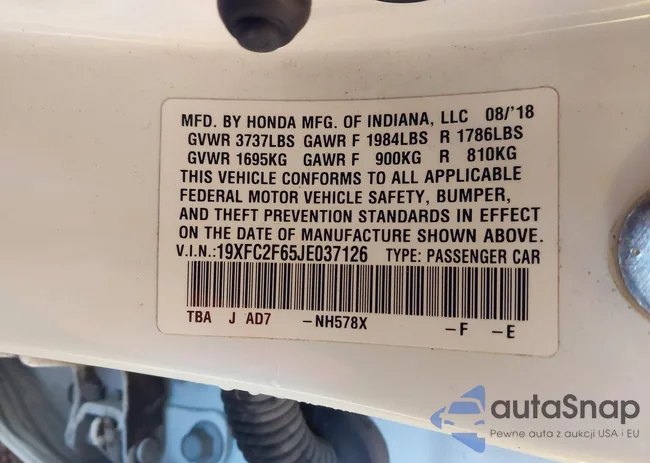 MFD. BY HONDA MFG. OF INDIANA, LLC 08/'18
GVWR 3737LBS GAWR F 1984LBS R 1786LBS
GVWR 1695KG GAWR F 900KG R 810KG
THIS VEHICLE CONFORMS TO ALL APPLICABLE
FEDERAL MOTOR VEHICLE SAFETY, BUMPER,
AND THEFT PREVENTION STANDARDS IN EFFECT
ON THE DATE OF MANUFACTURE SHOWN ABOVE.
V.I.N.:19XFC2F65JE037126 TYPE: PASSENGER CAR
TBA J AD7 -NH578X -F -E
autaSnap
Pewne auta z aukcji USA i EU